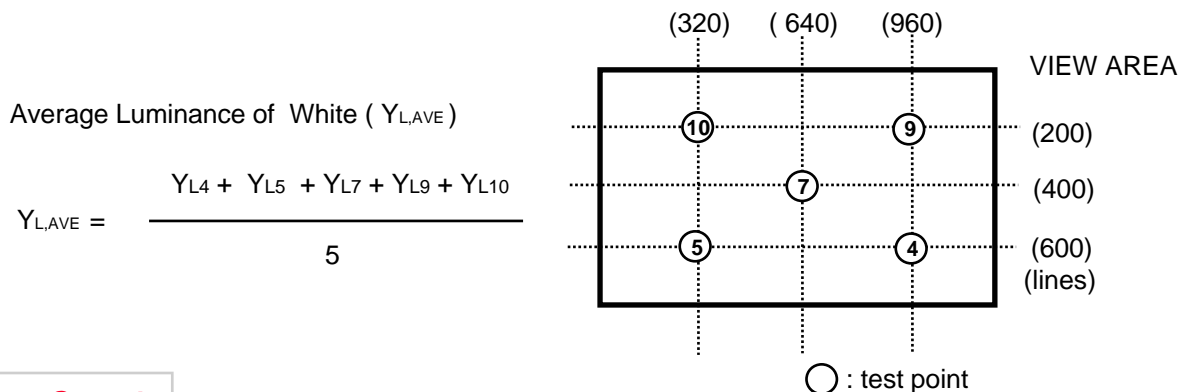 (320) ( 640) (960)
VIEW AREA
Average Luminance of White ( YL,AVE )
10 9 (200)
YL4 + YL5 + YL7 + YL9 + YL10
7 (400)
YL,AVE =
5
5 4 (600)
(lines)
: test point